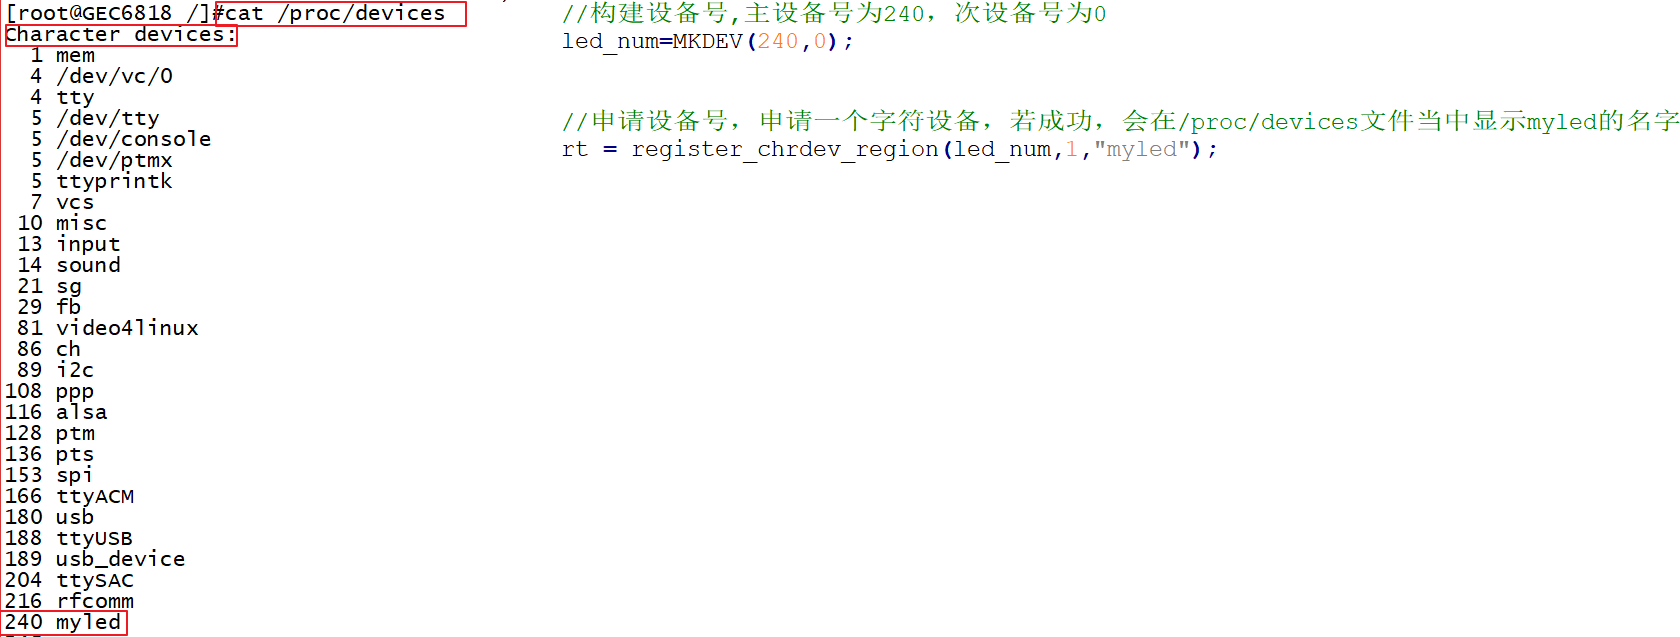 [root@GEC6818 /]#cat /proc/devices
Character devices:
1 mem
4 /dev/vc/0
4 tty
5 /dev/tty
5 /dev/console
5 /dev/ptmx
5 ttyprintk
7 vcs
10 misc
13 input
14 sound
21 sg
29 fb
81 video4linux
86 ch
89 i2c
108 ppp
116 alsa
128 ptm
136 pts
153 spi
166 ttyACM
180 usb
188 ttyUSB
189 usb_device
204 ttySAC
216 rfcomm
240 myled
//构建设备号,主设备号为240，次设备号为0
led_num=MKDEV(240,0);
//申请设备号，申请一个字符设备，若成功，会在/proc/devices文件当中显示myled的名字
rt = register_chrdev_region(led_num,1,"myled");